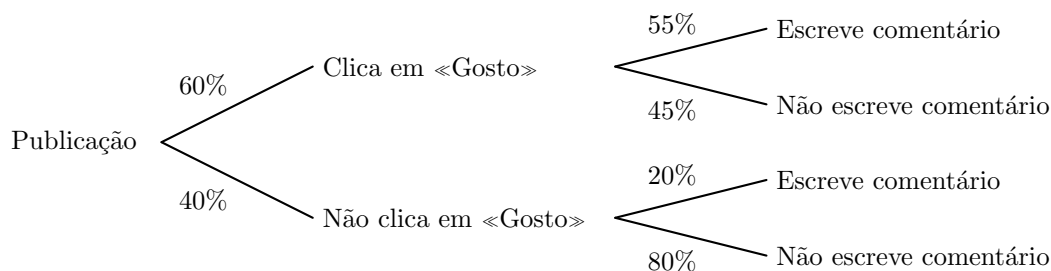 55%
Escreve comentário
60%
Clica em «Gosto»
45%
Não escreve comentário
Publicação
40%
Não clica em «Gosto»
20%
Escreve comentário
80%
Não escreve comentário